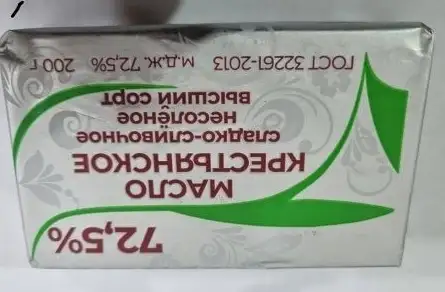 72,5%
МАСЛО
КРЕСТЬЯНСКОЕ
СЛАДКО-СЛИВОЧНОЕ
НЕСОЛЁНОЕ
ВЫСШИЙ СОРТ
ГОСТ 32261-2013 М.Д.Ж. 72,5% 200 г